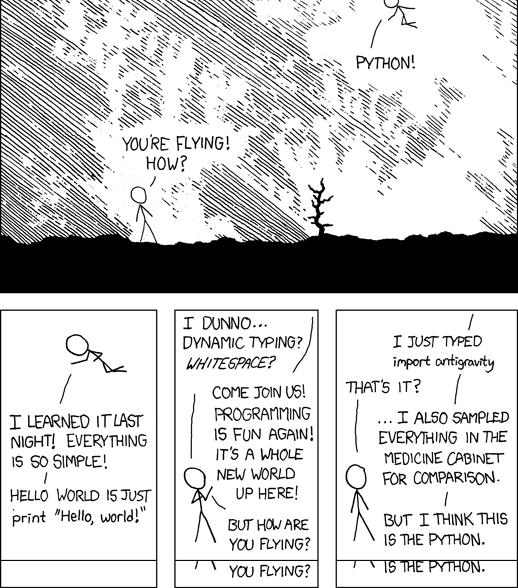 PYTHON!
YOU'RE FLYING!
HOW?
I LEARNED IT LAST
NIGHT! EVERYTHING
IS SO SIMPLE!
HELLO WORLD IS JUST
print "Hello, world!"
I DUNNO...
DYNAMIC TYPING?
WHITESPACE?
COME JOIN US!
PROGRAMMING
IS FUN AGAIN!
IT'S A WHOLE
NEW WORLD
UP HERE!
BUT HOW ARE
YOU FLYING?
YOU FLYING?
I JUST TYPED
import antigravity
THAT'S IT?
...I ALSO SAMPLED
EVERYTHING IN THE
MEDICINE CABINET
FOR COMPARISON.
BUT I THINK THIS
IS THE PYTHON.
IS THE PYTHON.